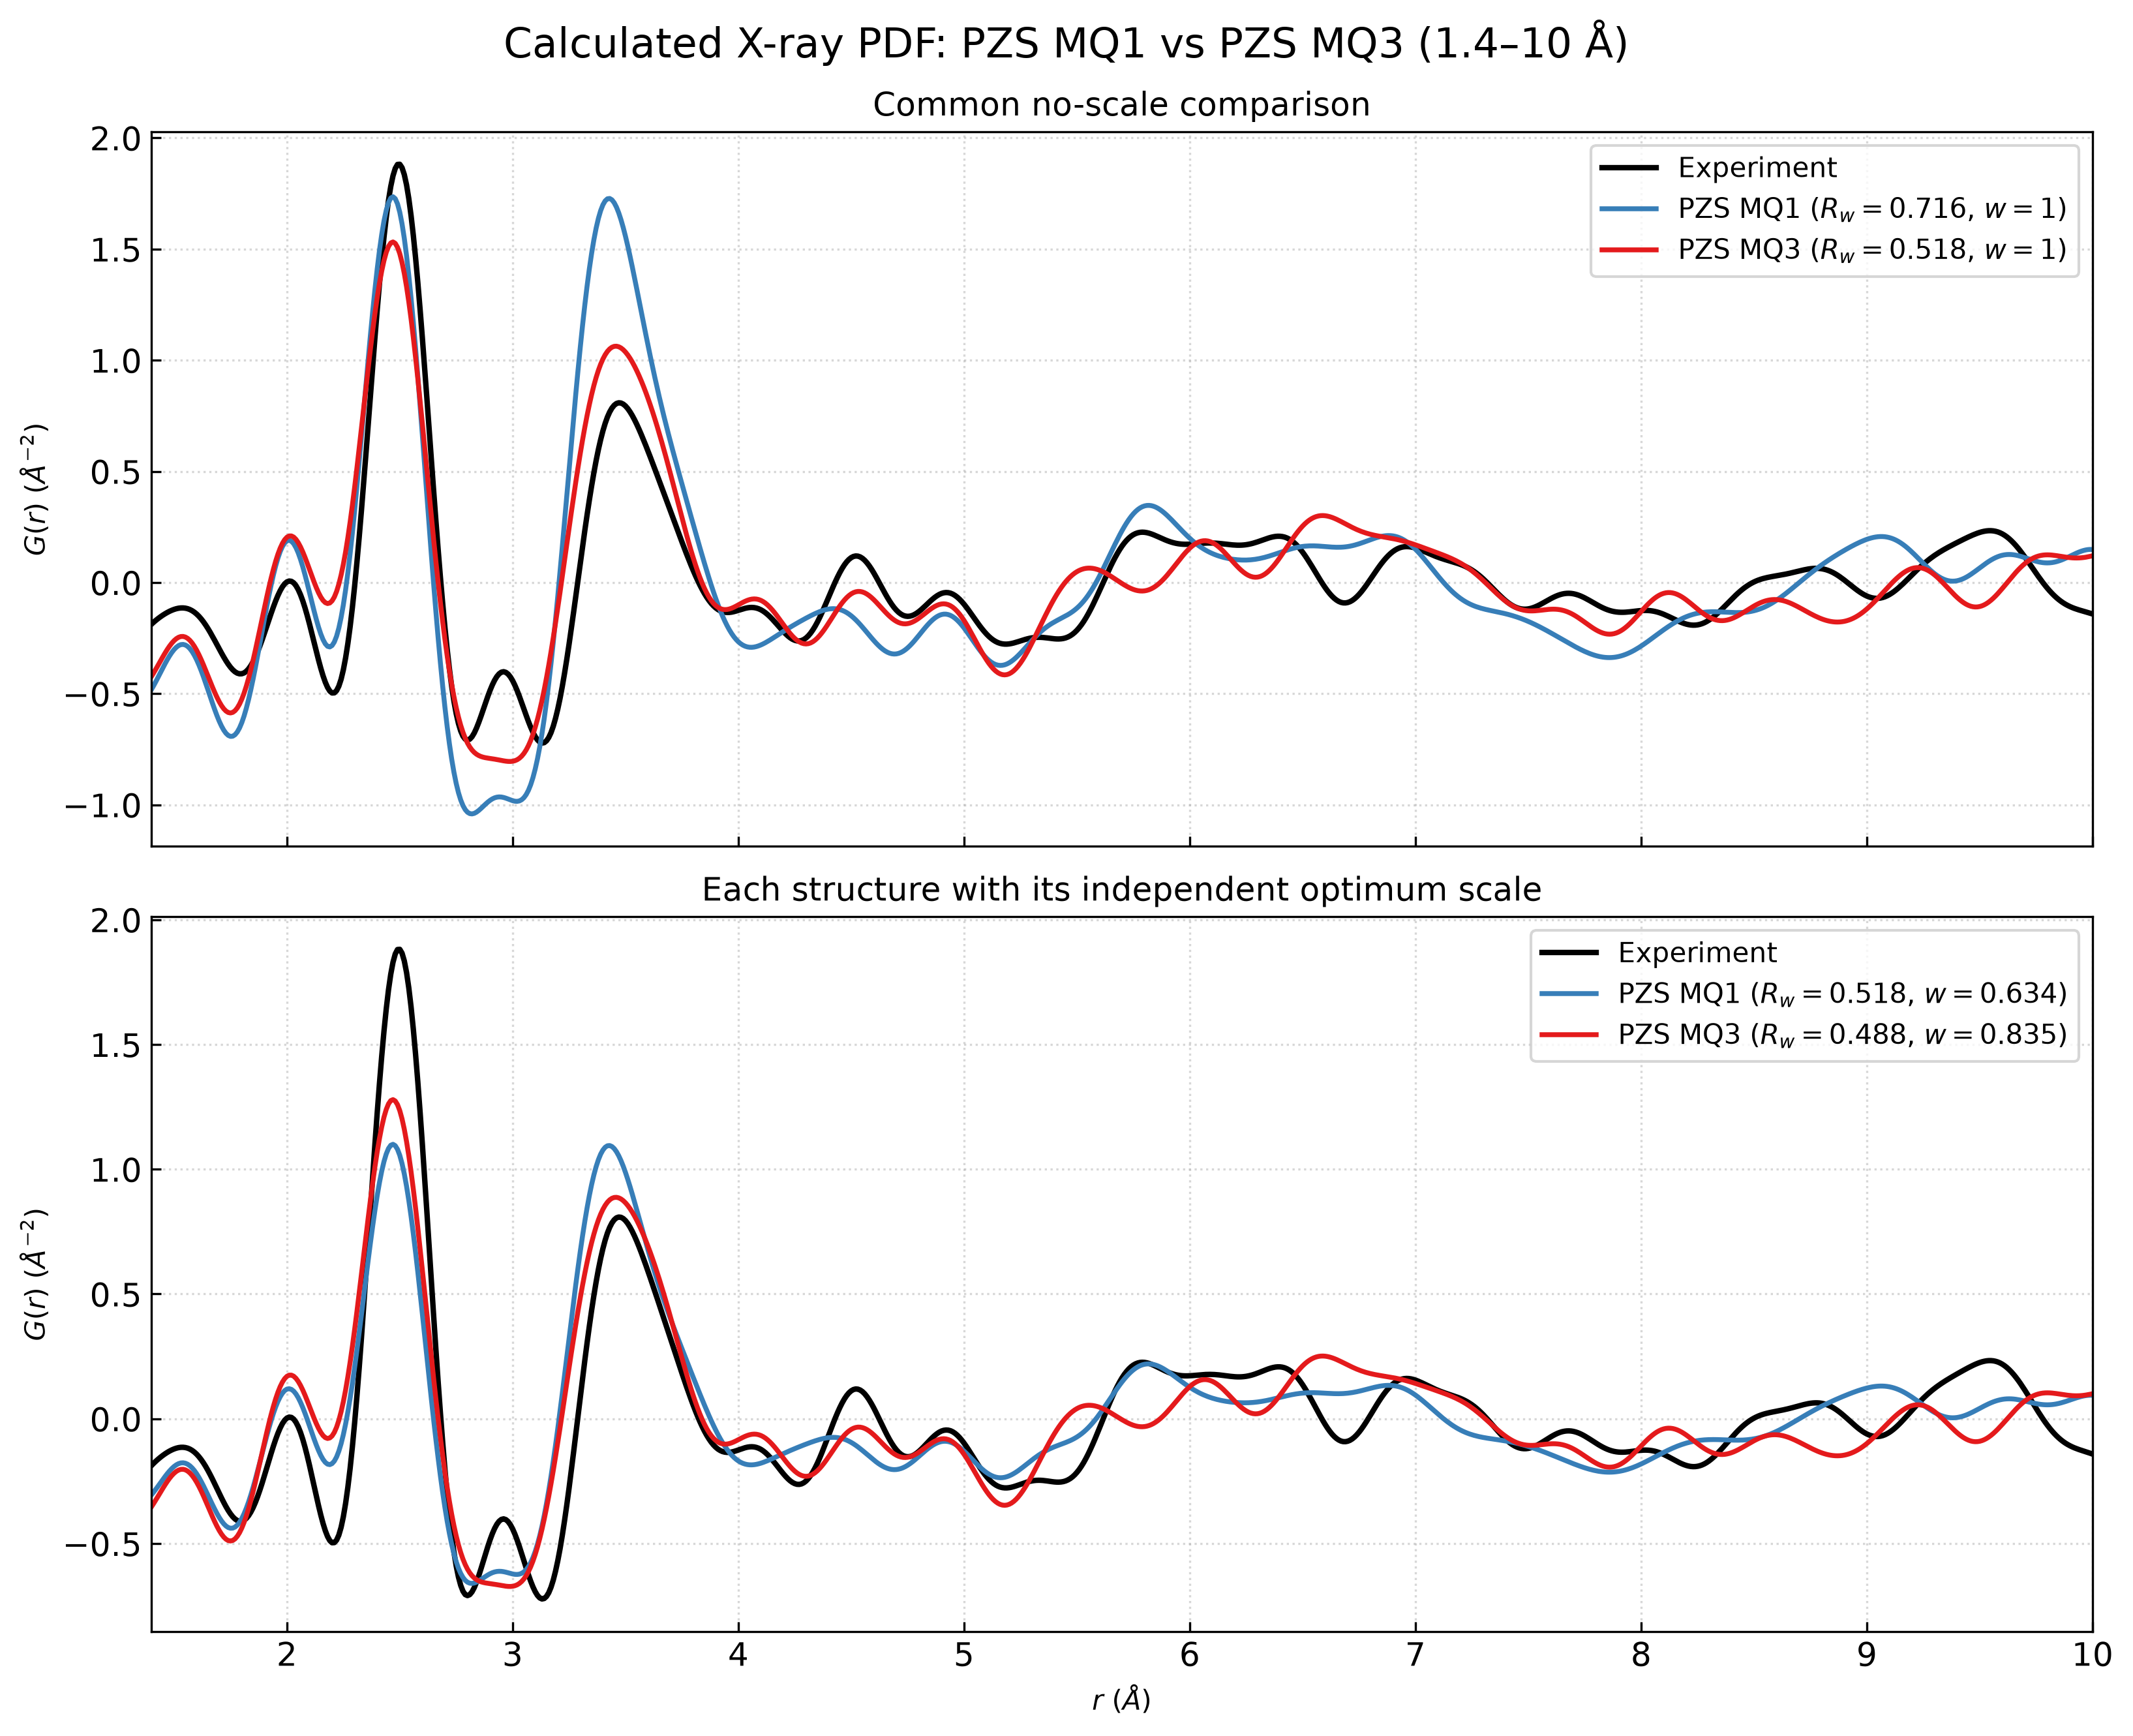 Calculated X-ray PDF: PZS MQ1 vs PZS MQ3 (1.4–10 Å)
Common no-scale comparison
2.0
1.5
1.0
0.5
0.0
−0.5
−1.0
G(r) (Å⁻²)
Experiment
PZS MQ1 (R_w = 0.716, w = 1)
PZS MQ3 (R_w = 0.518, w = 1)
Each structure with its independent optimum scale
2.0
1.5
1.0
0.5
0.0
−0.5
G(r) (Å⁻²)
Experiment
PZS MQ1 (R_w = 0.518, w = 0.634)
PZS MQ3 (R_w = 0.488, w = 0.835)
2 3 4 5 6 7 8 9 10
r (Å)